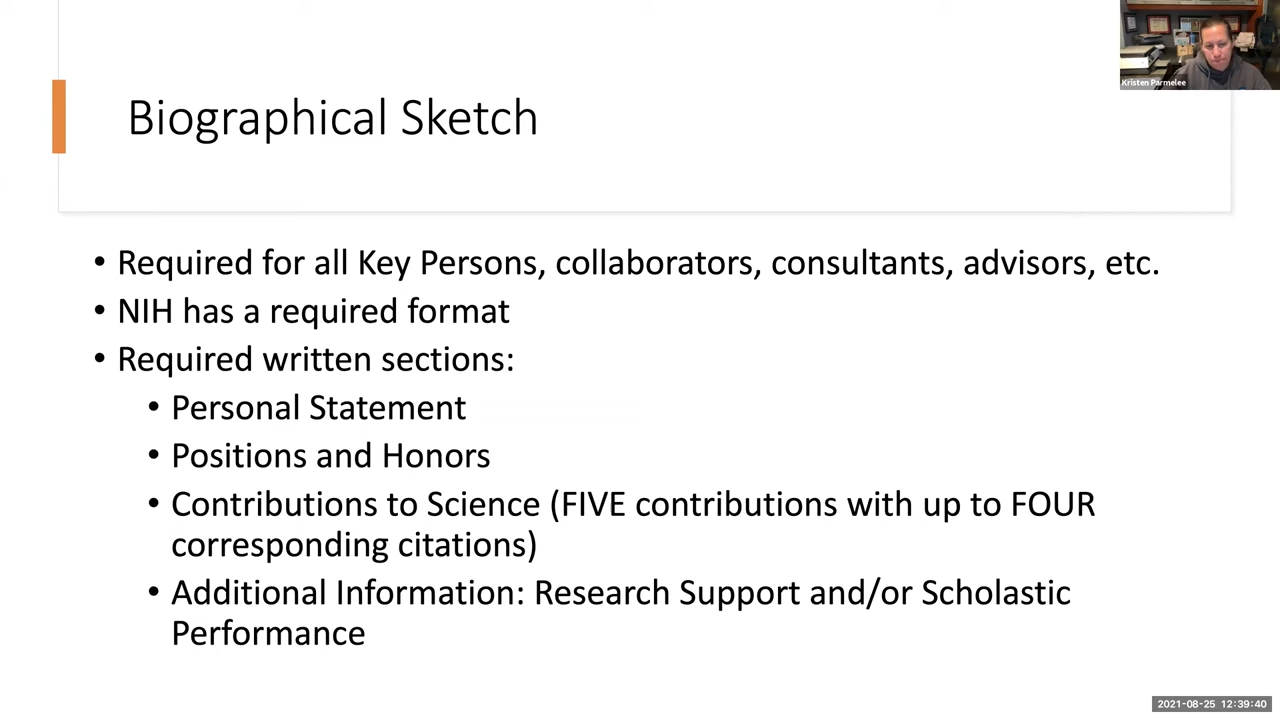 Biographical Sketch
Kristen Parmelee
• Required for all Key Persons, collaborators, consultants, advisors, etc.
• NIH has a required format
• Required written sections:
• Personal Statement
• Positions and Honors
• Contributions to Science (FIVE contributions with up to FOUR
corresponding citations)
• Additional Information: Research Support and/or Scholastic
Performance
2021-08-25 12:39:40